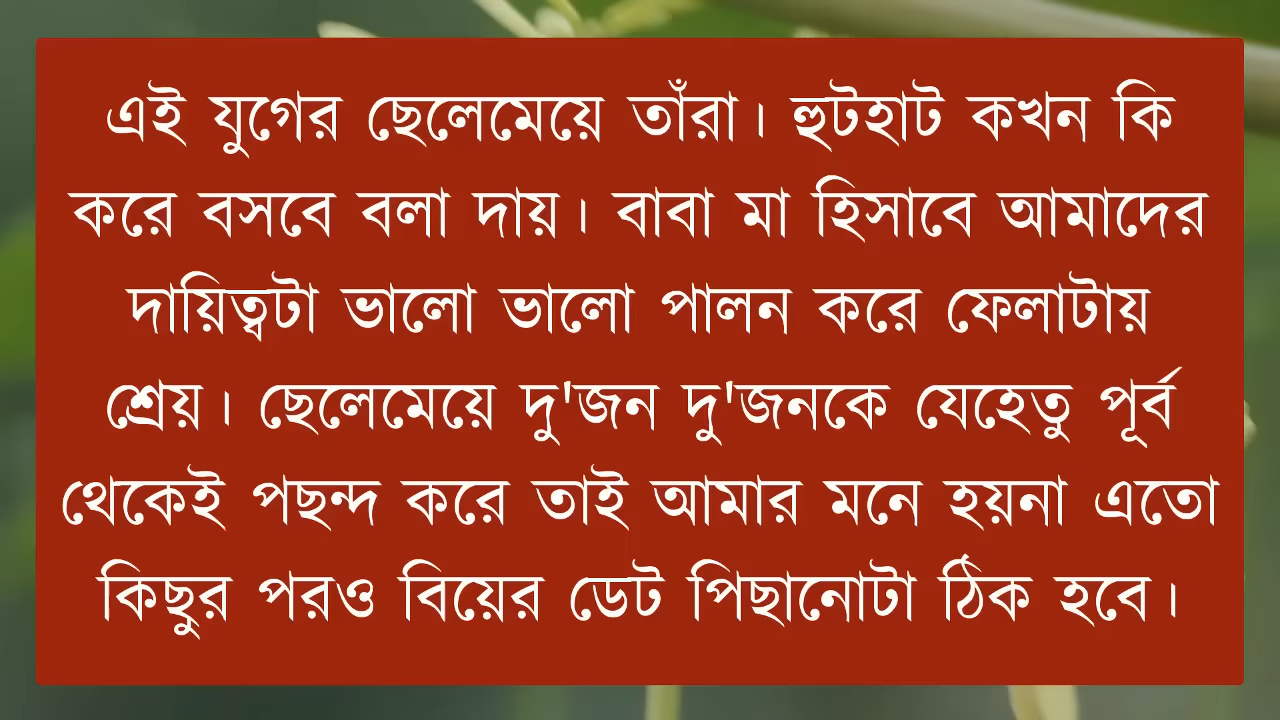 এই যুগের ছেলেমেয়ে তাঁরা। হুটহাট কখন কি
করে বসবে বলা দায়। বাবা মা হিসাবে আমাদের
দায়িত্বটা ভালো ভালো পালন করে ফেলাটায়
শ্রেয়। ছেলেমেয়ে দু'জন দু'জনকে যেহেতু পূর্ব
থেকেই পছন্দ করে তাই আমার মনে হয়না এতো
কিছুর পরও বিয়ের ডেট পিছানোটা ঠিক হবে।